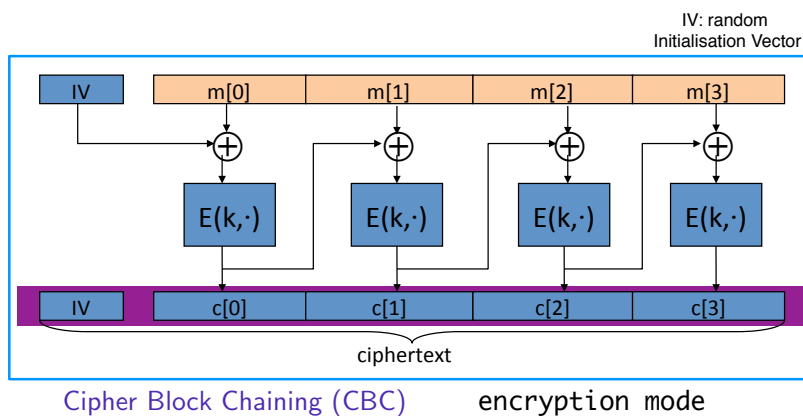 IV: random
Initialisation Vector
IV m[0] m[1] m[2] m[3]
E(k,·) E(k,·) E(k,·) E(k,·)
IV c[0] c[1] c[2] c[3]
ciphertext
Cipher Block Chaining (CBC) encryption mode